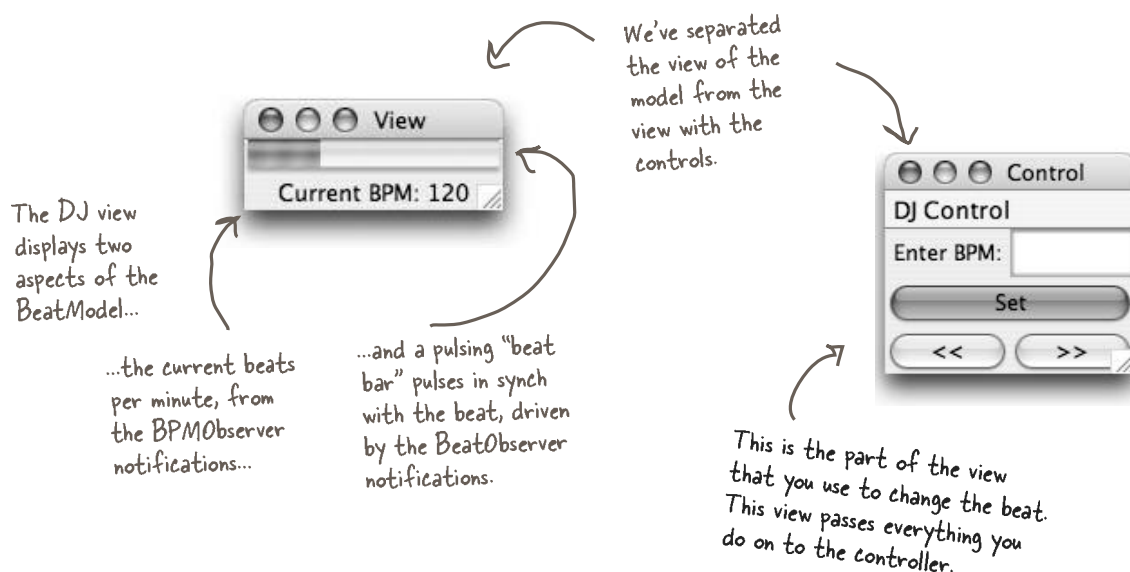 We've separated
the view of the
model from the
view with the
controls.
View
Current BPM: 120
Control
DJ Control
Enter BPM:
Set
<< >>
The DJ view
displays two
aspects of the
BeatModel...
...the current beats
per minute, from
the BPMObserver
notifications...
...and a pulsing “beat
bar” pulses in synch
with the beat, driven
by the BeatObserver
notifications.
This is the part of the view
that you use to change the beat.
This view passes everything you
do on to the controller.